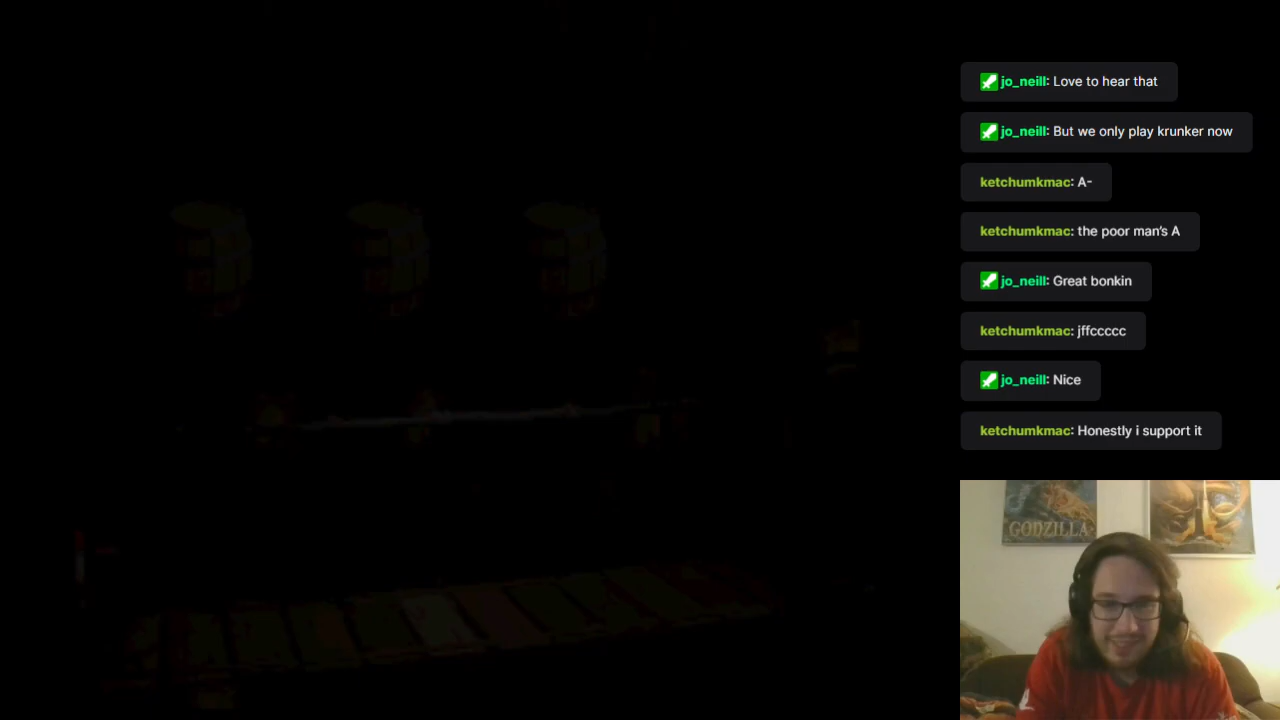 jo_neill: Love to hear that
jo_neill: But we only play krunker now
ketchumkmac: A-
ketchumkmac: the poor man's A
jo_neill: Great bonkin
ketchumkmac: jffccccc
jo_neill: Nice
ketchumkmac: Honestly i support it
GODZILLA